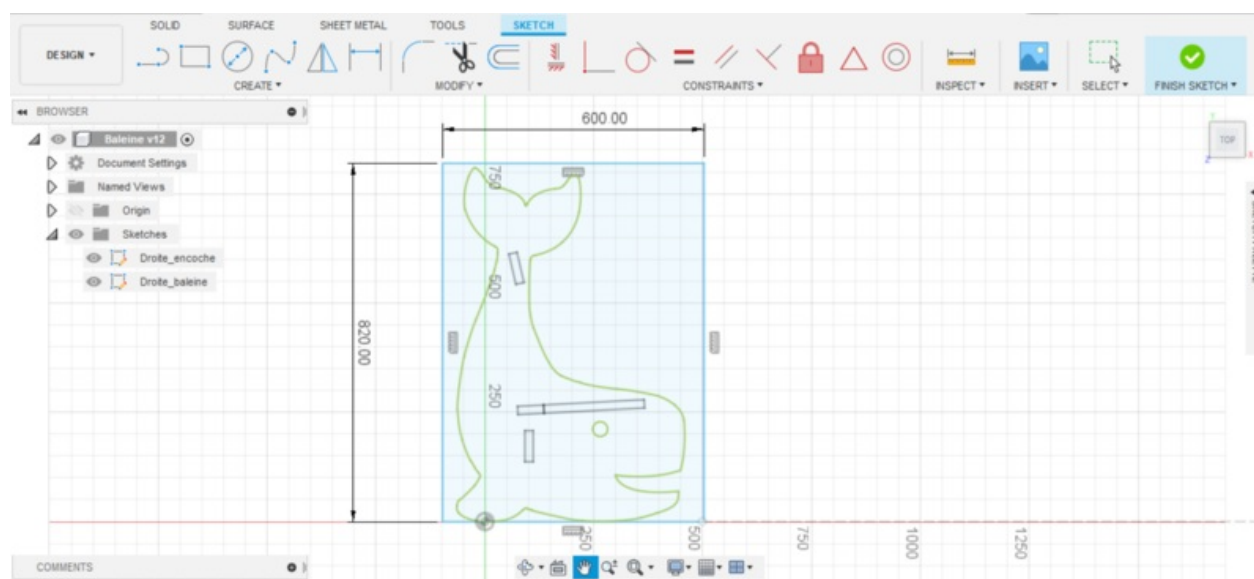 SOLID SURFACE SHEET METAL TOOLS SKETCH
DESIGN
CREATE MODIFY CONSTRAINTS INSPECT INSERT SELECT FINISH SKETCH
BROWSER
Baleine v12
Document Settings
Named Views
Origin
Sketches
Droite_encoche
Droite_baleine
600.00
TOP
750
500
820.00
250
250 500 750 1000 1250
COMMENTS